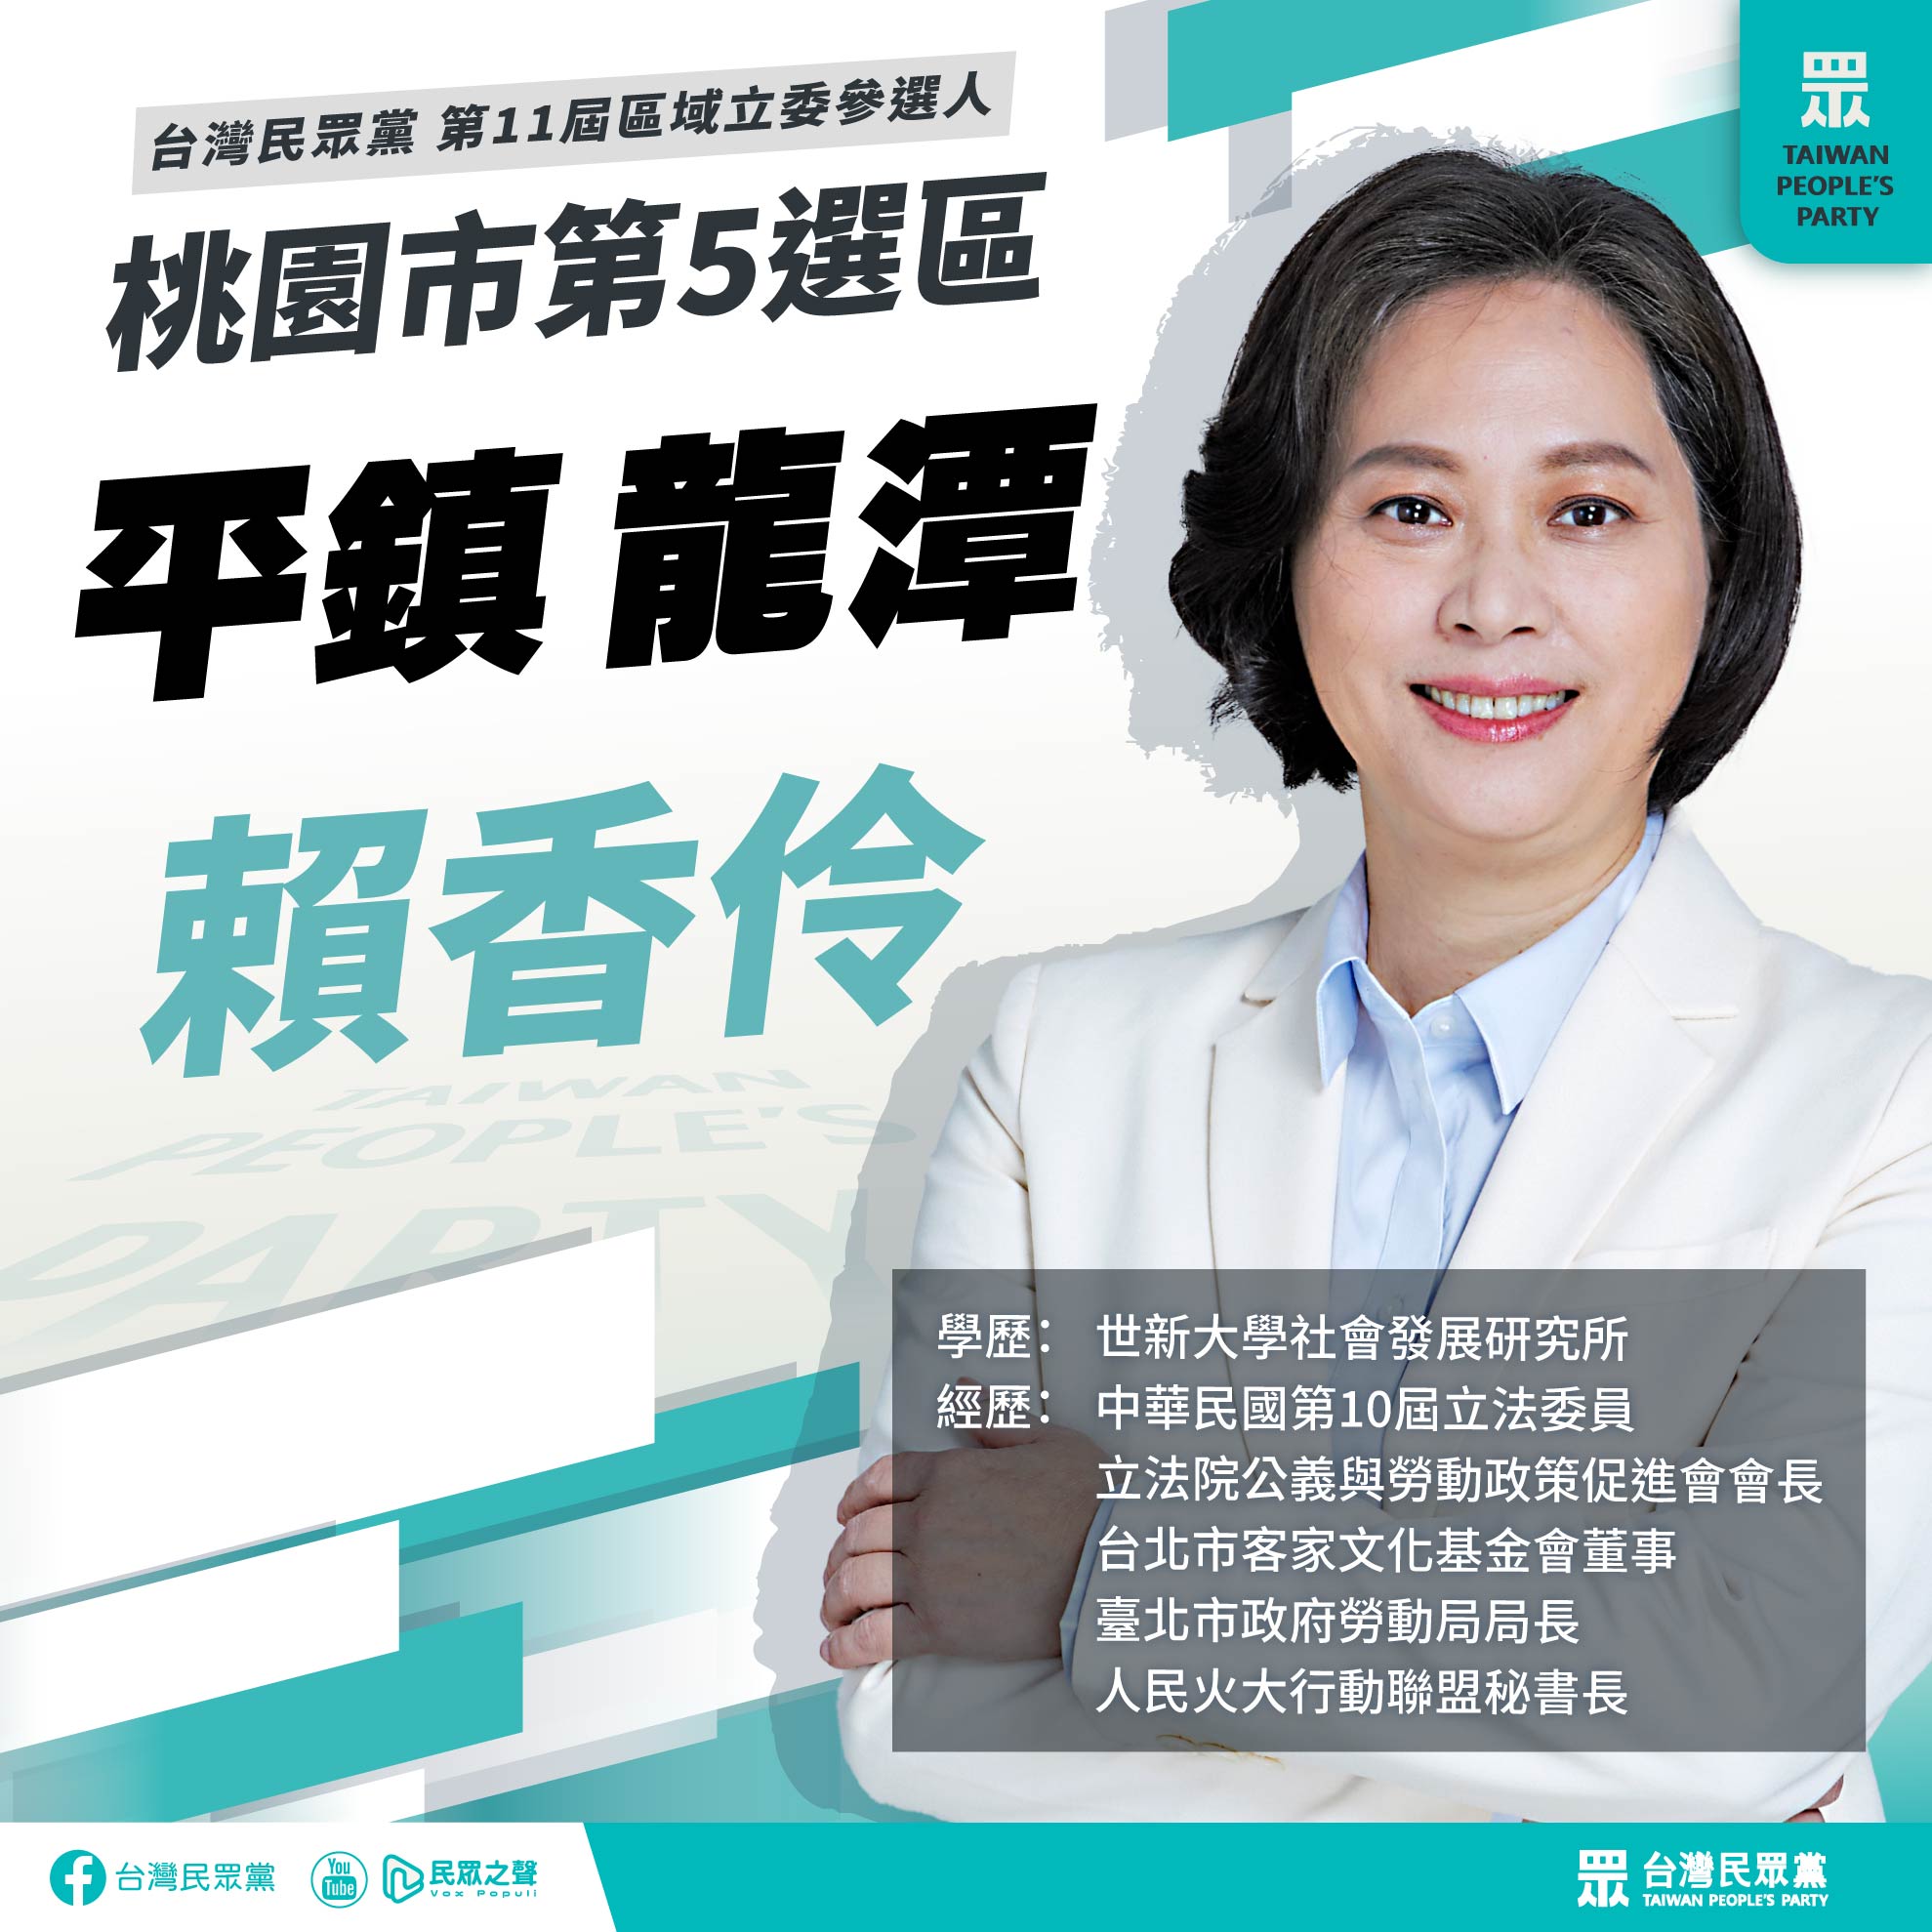 台灣民眾黨 第11屆區域立委參選人
眾
TAIWAN
PEOPLE'S
PARTY
桃園市第5選區
平鎮 龍潭
賴香伶
TAIWAN
PEOPLE'S
PARTY
學歷： 世新大學社會發展研究所
經歷： 中華民國第10屆立法委員
立法院公義與勞動政策促進會會長
台北市客家文化基金會董事
臺北市政府勞動局局長
人民火大行動聯盟秘書長
f 台灣民眾黨 You Tube 民眾之聲
Vox Populi
眾 台灣民眾黨
TAIWAN PEOPLE'S PARTY